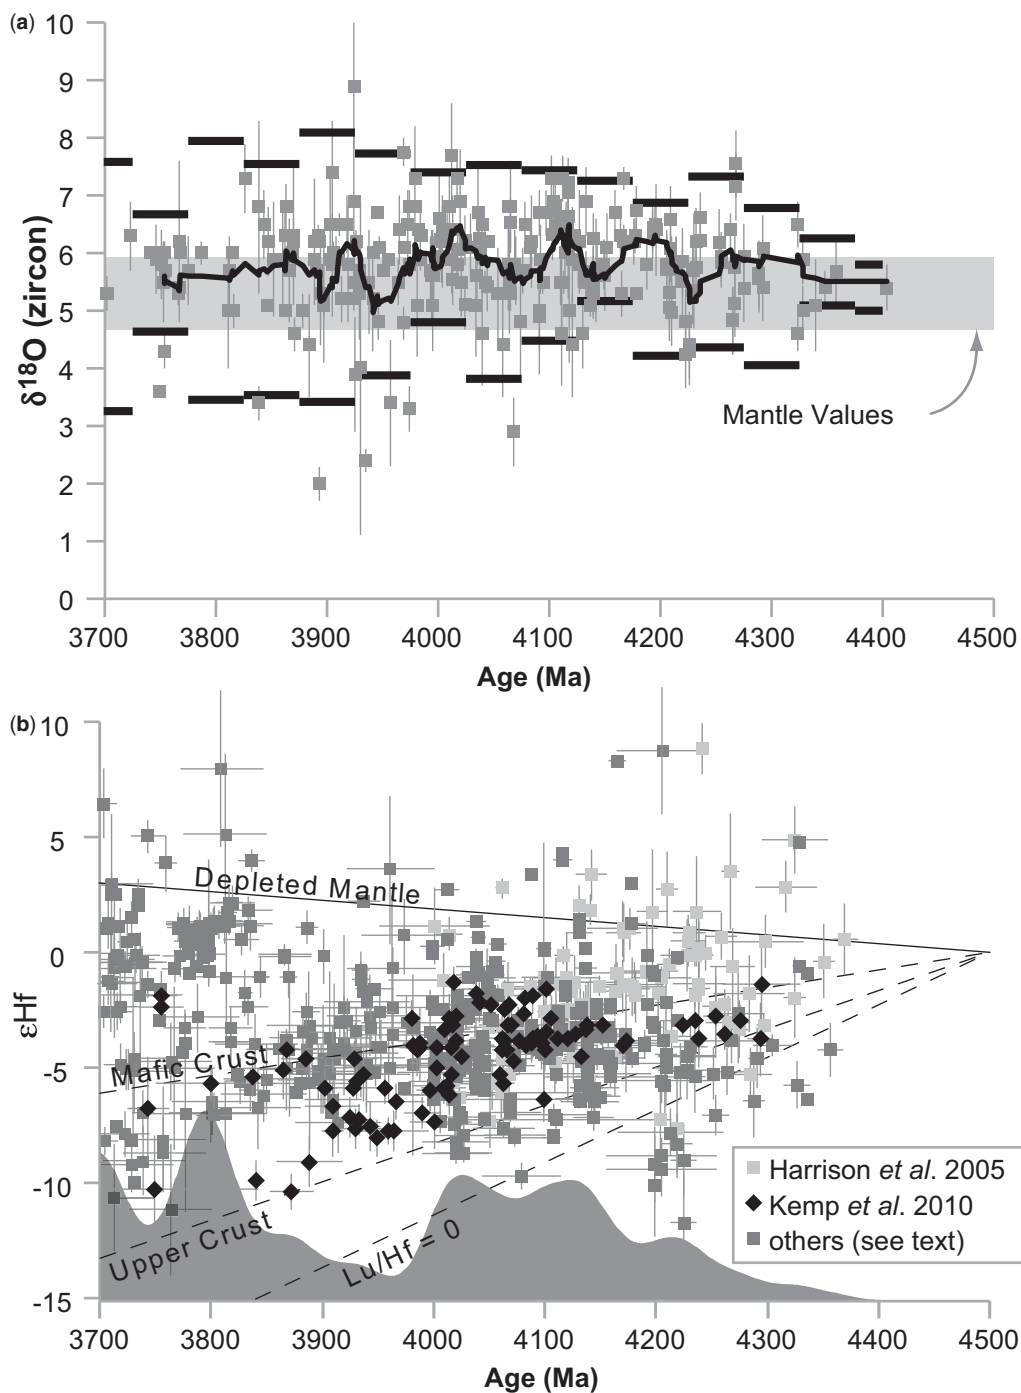 (a)
10
9
8
7
6
5
4
3
2
1
0
δ18O (zircon)
Mantle Values
3700 3800 3900 4000 4100 4200 4300 4400 4500
Age (Ma)
(b)
10
5
0
-5
-10
-15
εHf
Depleted Mantle
Mafic Crust
Upper Crust
Lu/Hf = 0
Harrison et al. 2005
Kemp et al. 2010
others (see text)
3700 3800 3900 4000 4100 4200 4300 4400 4500
Age (Ma)